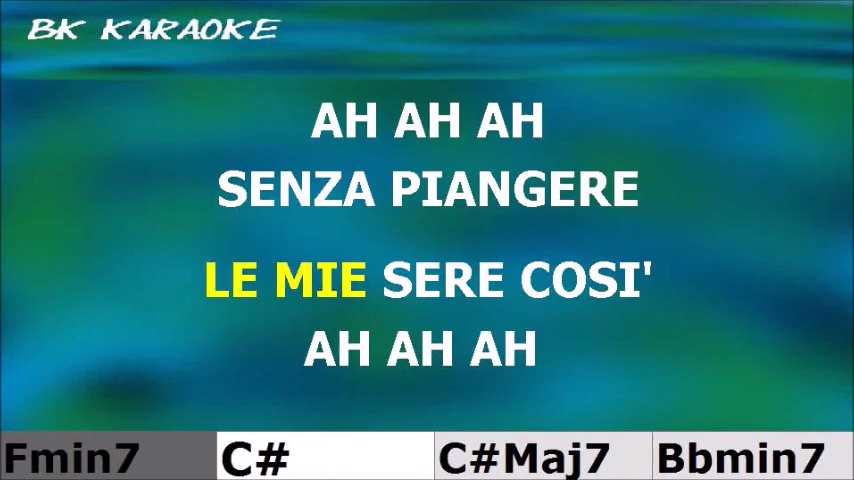 BK KARAOKE
AH AH AH
SENZA PIANGERE
LE MIE SERE COSI'
AH AH AH
Fmin7 C# C#Maj7 Bbmin7